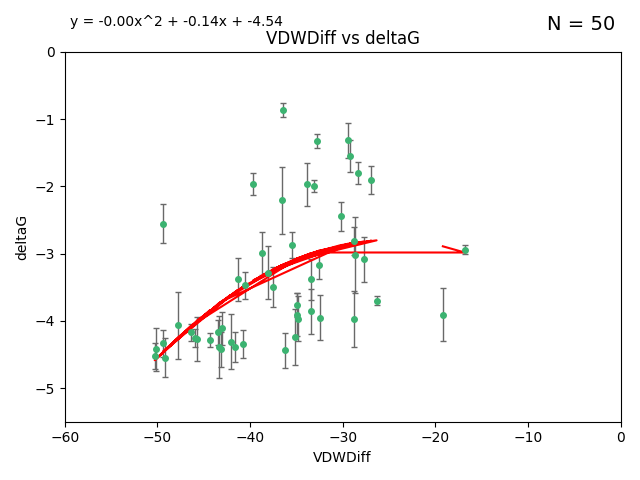 y = -0.00x^2 + -0.14x + -4.54
N = 50
VDWDiff vs deltaG
0
−1
−2
−3
−4
−5
deltaG
−60 −50 −40 −30 −20 −10 0
VDWDiff